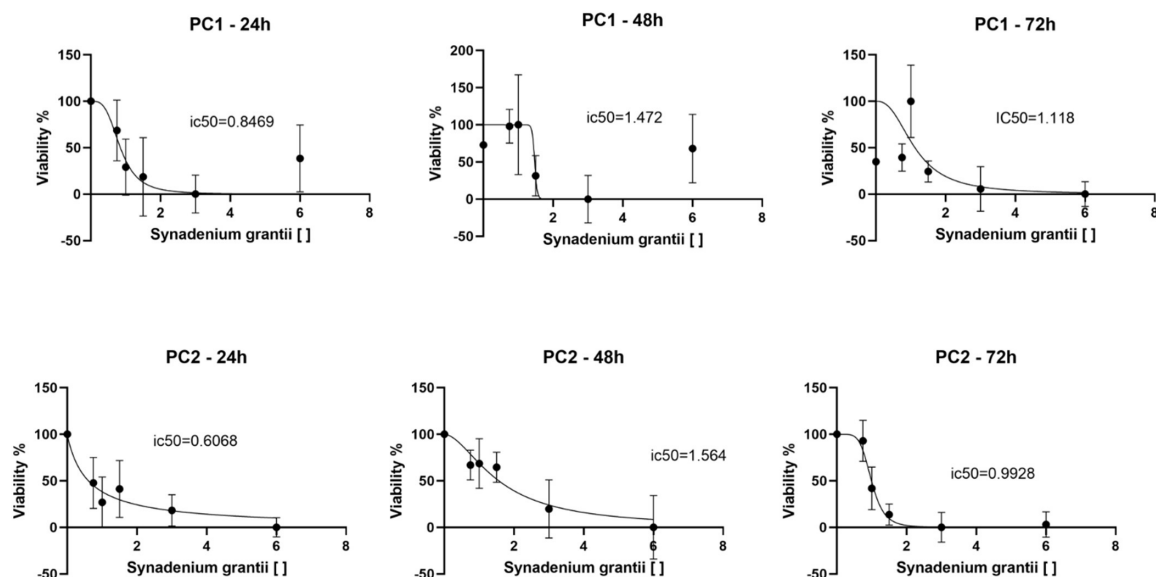 PC1 - 24h
150
100
50
0
-50
2
4
6
8
Viability %
ic50=0.8469
Synadenium grantii [ ]
PC1 - 48h
200
150
100
50
0
-50
2
4
6
8
Viability %
ic50=1.472
Synadenium grantii [ ]
PC1 - 72h
150
100
50
0
-50
2
4
6
8
Viability %
IC50=1.118
Synadenium grantii [ ]
PC2 - 24h
150
100
50
0
-50
2
4
6
8
Viability %
ic50=0.6068
Synadenium grantii [ ]
PC2 - 48h
150
100
50
0
-50
2
4
6
8
Viability %
ic50=1.564
Synadenium grantii [ ]
PC2 - 72h
150
100
50
0
-50
2
4
6
8
Viability %
ic50=0.9928
Synadenium grantii [ ]